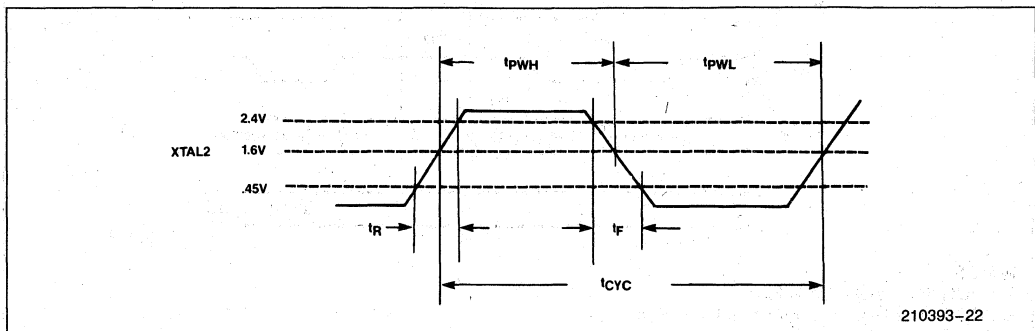 tPWH
tPWL
2.4V
XTAL2
1.6V
.45V
tR
tF
tCYC
210393–22